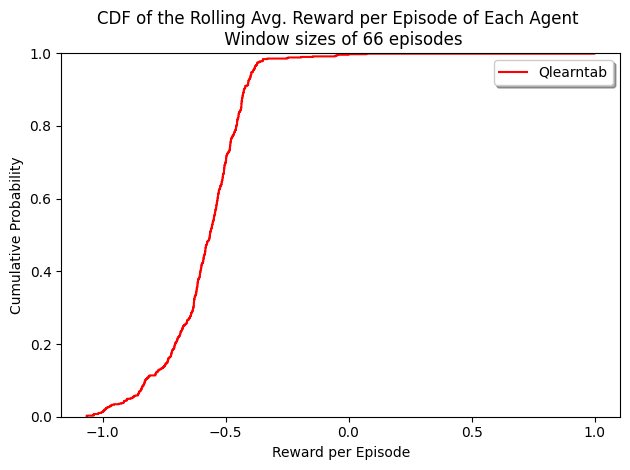 CDF of the Rolling Avg. Reward per Episode of Each Agent
Window sizes of 66 episodes
Qlearntab
1.0
0.8
0.6
0.4
0.2
0.0
Cumulative Probability
−1.0 −0.5 0.0 0.5 1.0
Reward per Episode